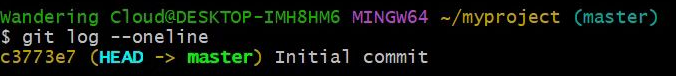 Wandering Cloud@DESKTOP-IMH8HM6 MINGW64 ~/myproject (master)
$ git log --oneline
c3773e7 (HEAD -> master) Initial commit